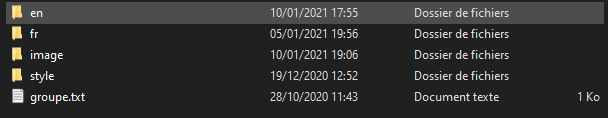 en 10/01/2021 17:55 Dossier de fichiers
fr 05/01/2021 19:56 Dossier de fichiers
image 10/01/2021 19:06 Dossier de fichiers
style 19/12/2020 12:52 Dossier de fichiers
groupe.txt 28/10/2020 11:43 Document texte 1 Ko